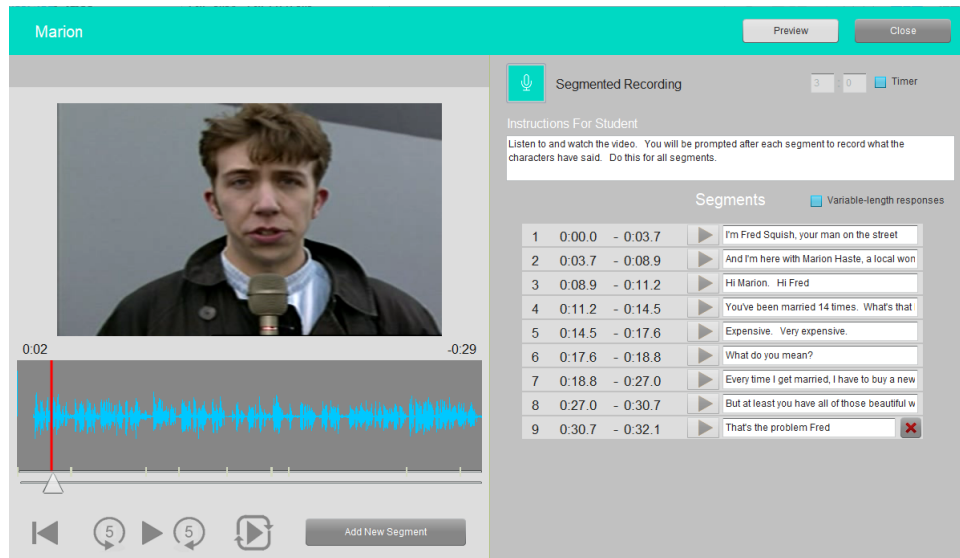 Marion
Preview
Close
Segmented Recording
3 : 0
Timer
Instructions For Student
Listen to and watch the video. You will be prompted after each segment to record what the
characters have said. Do this for all segments.
Segments
Variable-length responses
1 0:00.0 - 0:03.7 I'm Fred Squish, your man on the street
2 0:03.7 - 0:08.9 And I'm here with Marion Haste, a local
3 0:08.9 - 0:11.2 Hi Marion. Hi Fred
4 0:11.2 - 0:14.5 You've been married 14 times. What's that
5 0:14.5 - 0:17.6 Expensive. Very expensive.
6 0:17.6 - 0:18.8 What do you mean?
7 0:18.8 - 0:27.0 Every time I get married, I have to buy a new
8 0:27.0 - 0:30.7 But at least you have all of those beautiful
9 0:30.7 - 0:32.1 That's the problem Fred
0:02
-0:29
5
5
Add New Segment